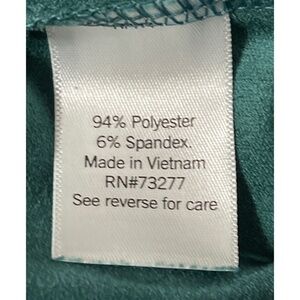 94% Polyester
6% Spandex.
Made in Vietnam
RN#73277
See reverse for care